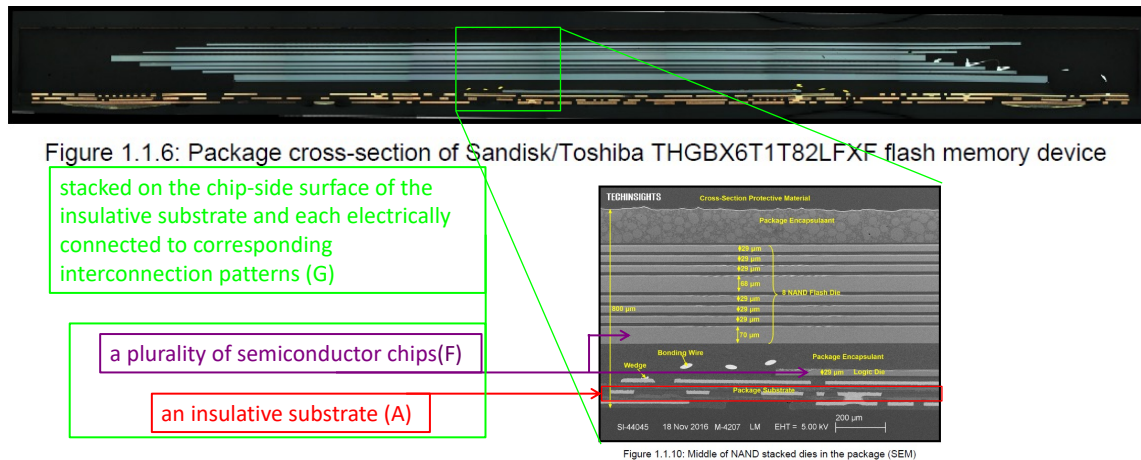 Figure 1.1.6: Package cross-section of Sandisk/Toshiba THGBX6T1T82LFXF flash memory device
stacked on the chip-side surface of the
insulative substrate and each electrically
connected to corresponding
interconnection patterns (G)
a plurality of semiconductor chips(F)
an insulative substrate (A)
TECHINSIGHTS
Cross-Section Protective Material
Package Encapsulaant
29 µm
29 µm
29 µm
68 µm
8 NAND Flash Die
29 µm
800 µm
29 µm
29 µm
70 µm
Bonding Wire
Package Encapsulant
Wedge
29 µm Logic Die
Package Substrate
200 µm
SI-44045 18 Nov 2016 M-4207 LM EHT = 5.00 kV
Figure 1.1.10: Middle of NAND stacked dies in the package (SEM)